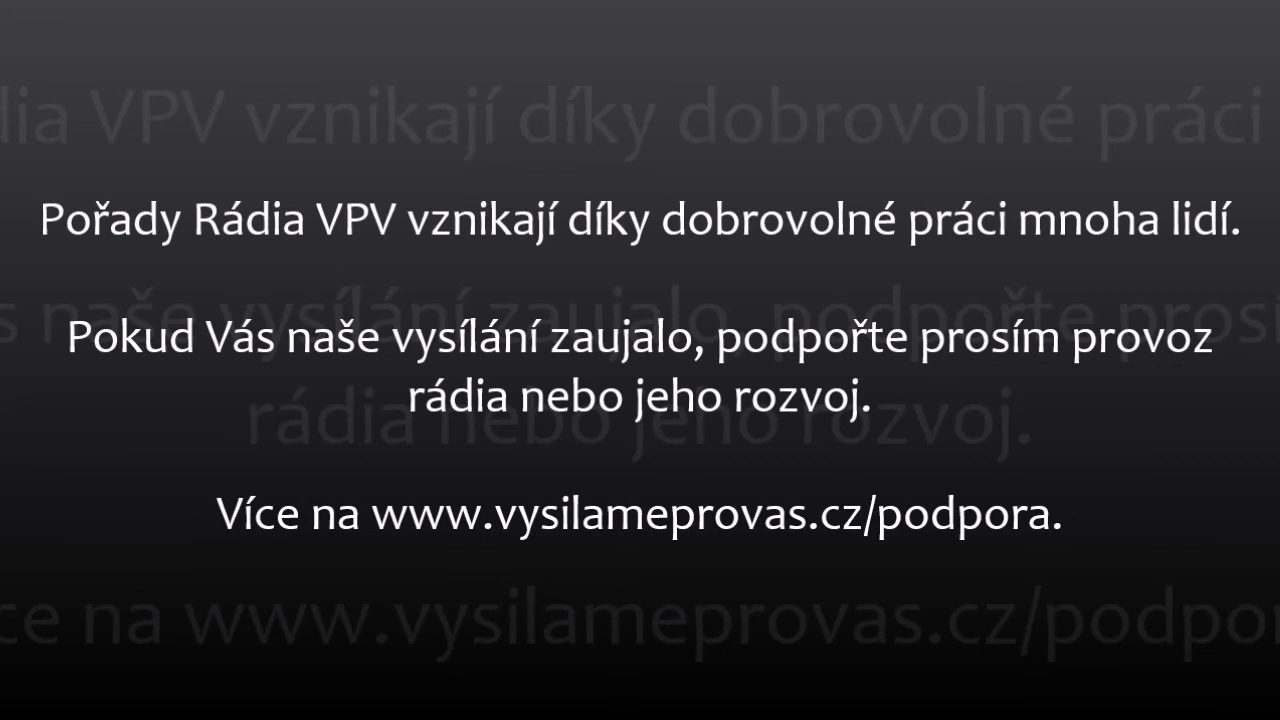 Pořady Rádia VPV vznikají díky dobrovolné práci mnoha lidí.
Pokud Vás naše vysílání zaujalo, podpořte prosím provoz
rádia nebo jeho rozvoj.
Více na www.vysilameprovas.cz/podpora.